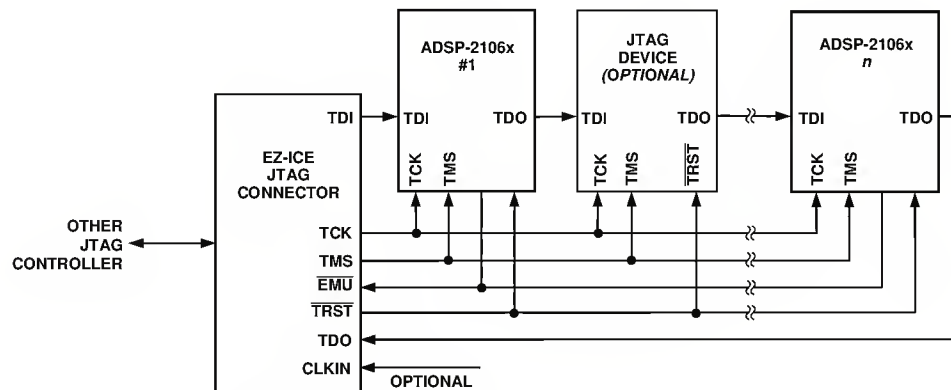 ADSP-2106x
#1
TDI
TDO
TCK
TMS
JTAG
DEVICE
(OPTIONAL)
TDI
TDO
TCK
TMS
TRST
ADSP-2106x
n
TDI
TDO
TCK
TMS
EZ-ICE
JTAG
CONNECTOR
TDI
TCK
TMS
EMU
TRST
TDO
CLKIN
OTHER
JTAG
CONTROLLER
OPTIONAL